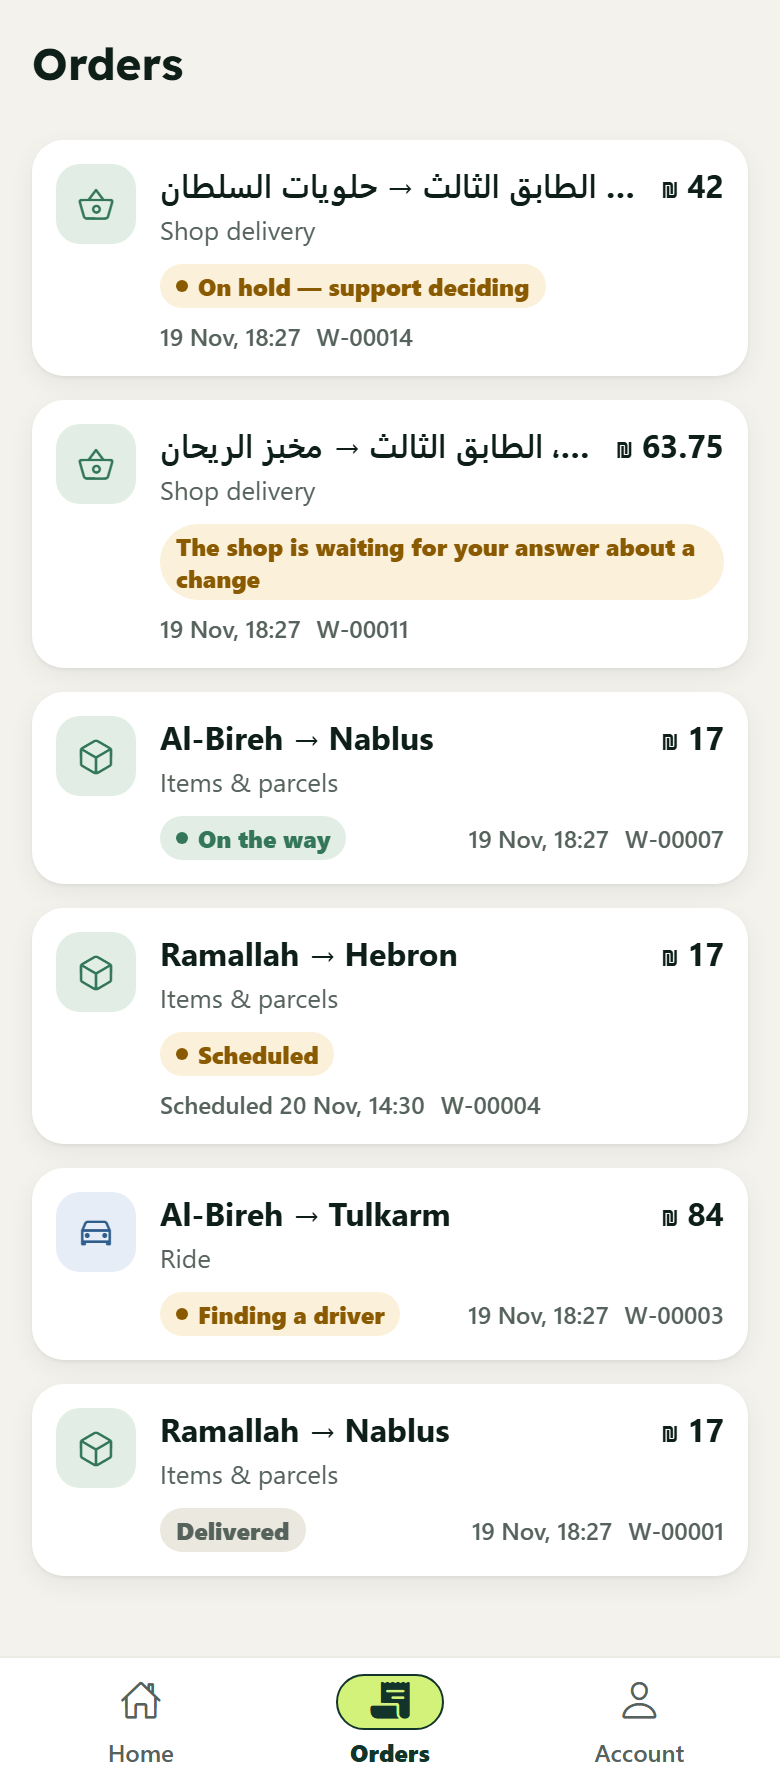 Orders
حلويات السلطان → الطابق الثالث ... ₪ 42
Shop delivery
On hold — support deciding
19 Nov, 18:27 W-00014
مخبز الريحان → الطابق الثالث ،... ₪ 63.75
Shop delivery
The shop is waiting for your answer about a
change
19 Nov, 18:27 W-00011
Al-Bireh → Nablus ₪ 17
Items & parcels
On the way 19 Nov, 18:27 W-00007
Ramallah → Hebron ₪ 17
Items & parcels
Scheduled
Scheduled 20 Nov, 14:30 W-00004
Al-Bireh → Tulkarm ₪ 84
Ride
Finding a driver 19 Nov, 18:27 W-00003
Ramallah → Nablus ₪ 17
Items & parcels
Delivered 19 Nov, 18:27 W-00001
Home Orders Account